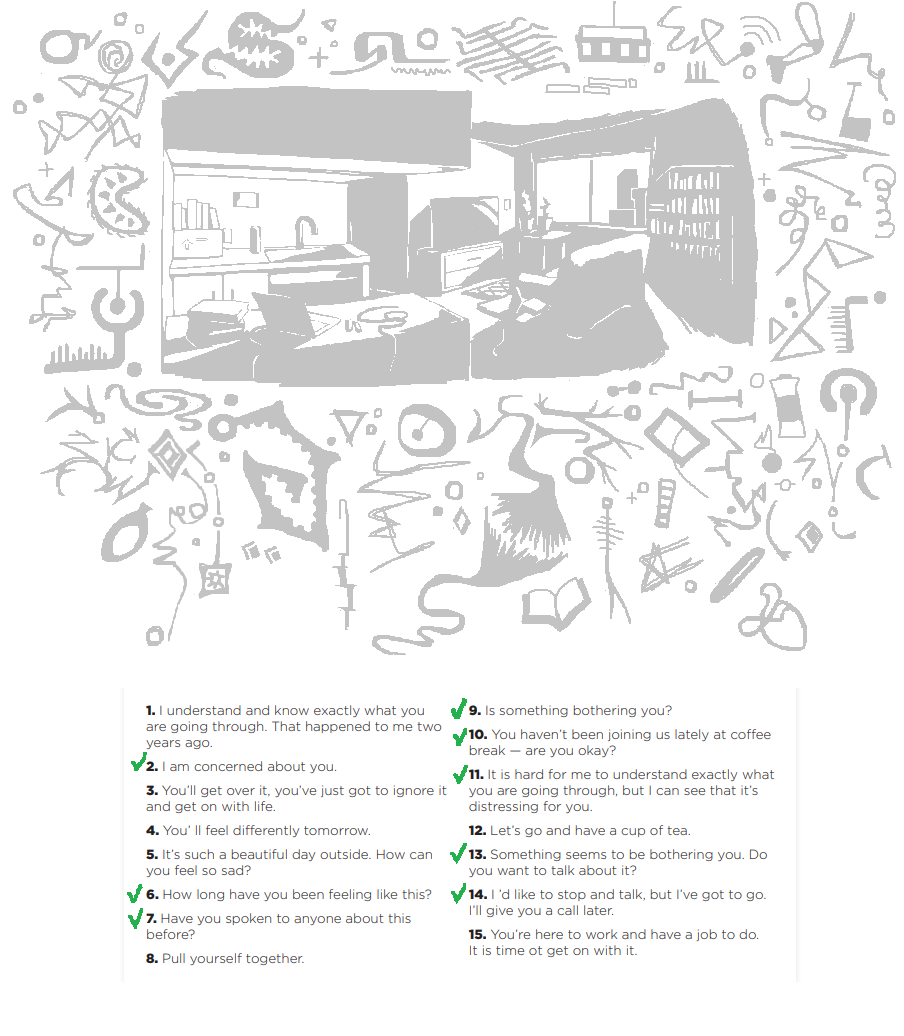 1. I understand and know exactly what you
are going through. That happened to me two
years ago.
2. I am concerned about you.
3. You'll get over it, you've just got to ignore it
and get on with life.
4. You' ll feel differently tomorrow.
5. It's such a beautiful day outside. How can
you feel so sad?
6. How long have you been feeling like this?
7. Have you spoken to anyone about this
before?
8. Pull yourself together.
9. Is something bothering you?
10. You haven't been joining us lately at coffee
break — are you okay?
11. It is hard for me to understand exactly what
you are going through, but I can see that it's
distressing for you.
12. Let's go and have a cup of tea.
13. Something seems to be bothering you. Do
you want to talk about it?
14. I 'd like to stop and talk, but I've got to go.
I'll give you a call later.
15. You're here to work and have a job to do.
It is time ot get on with it.